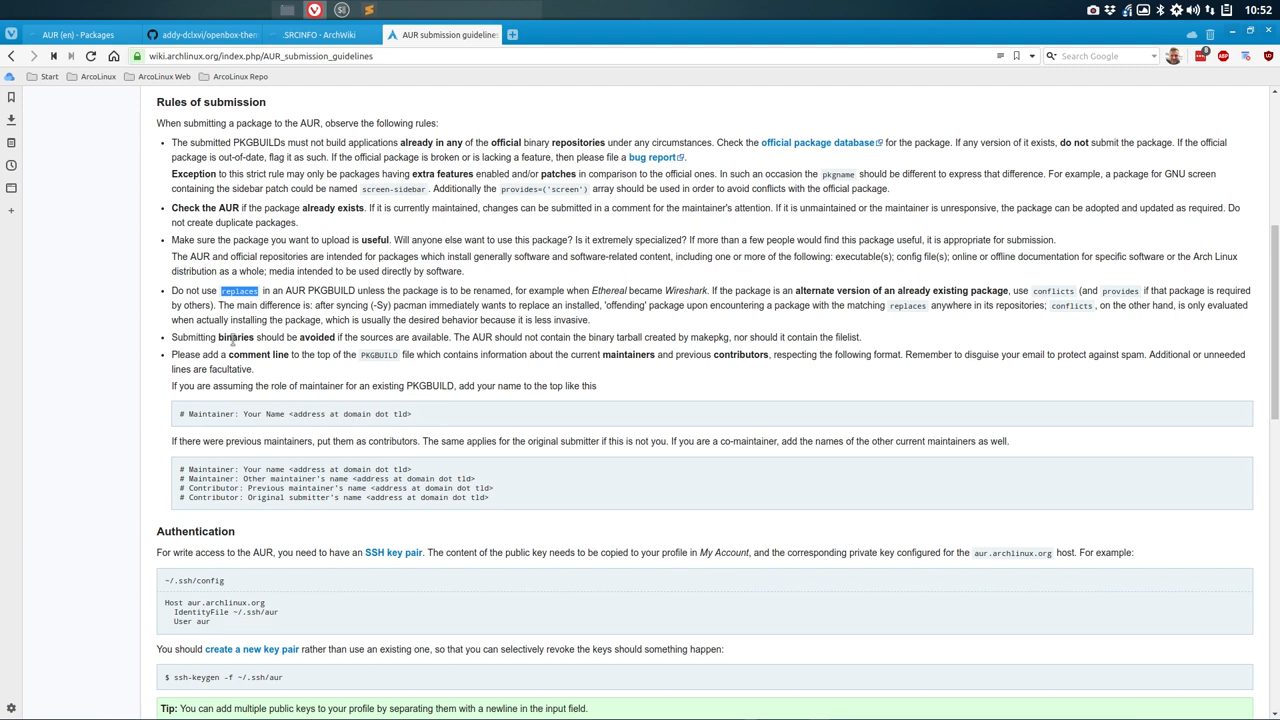 10:52
AUR (en) - Packages
addy-dclxvi/openbox-then
.SRCINFO - ArchWiki
AUR submission guidelines
wiki.archlinux.org/index.php/AUR_submission_guidelines
Search Google
8
Start
ArcoLinux
ArcoLinux Web
ArcoLinux Repo
Rules of submission
When submitting a package to the AUR, observe the following rules:
• The submitted PKGBUILDs must not build applications already in any of the official binary repositories under any circumstances. Check the official package database for the package. If any version of it exists, do not submit the package. If the official
package is out-of-date, flag it as such. If the official package is broken or is lacking a feature, then please file a bug report.
Exception to this strict rule may only be packages having extra features enabled and/or patches in comparison to the official ones. In such an occasion the pkgname should be different to express that difference. For example, a package for GNU screen
containing the sidebar patch could be named screen-sidebar. Additionally the provides=('screen') array should be used in order to avoid conflicts with the official package.
• Check the AUR if the package already exists. If it is currently maintained, changes can be submitted in a comment for the maintainer's attention. If it is unmaintained or the maintainer is unresponsive, the package can be adopted and updated as required. Do
not create duplicate packages.
• Make sure the package you want to upload is useful. Will anyone else want to use this package? Is it extremely specialized? If more than a few people would find this package useful, it is appropriate for submission.
The AUR and official repositories are intended for packages which install generally software and software-related content, including one or more of the following: executable(s); config file(s); online or offline documentation for specific software or the Arch Linux
distribution as a whole; media intended to be used directly by software.
• Do not use replaces in an AUR PKGBUILD unless the package is to be renamed, for example when Ethereal became Wireshark. If the package is an alternate version of an already existing package, use conflicts (and provides if that package is required
by others). The main difference is: after syncing (-Sy) pacman immediately wants to replace an installed, 'offending' package upon encountering a package with the matching replaces anywhere in its repositories; conflicts, on the other hand, is only evaluated
when actually installing the package, which is usually the desired behavior because it is less invasive.
• Submitting binaries should be avoided if the sources are available. The AUR should not contain the binary tarball created by makepkg, nor should it contain the filelist.
• Please add a comment line to the top of the PKGBUILD file which contains information about the current maintainers and previous contributors, respecting the following format. Remember to disguise your email to protect against spam. Additional or unneeded
lines are facultative.
If you are assuming the role of maintainer for an existing PKGBUILD, add your name to the top like this
# Maintainer: Your Name <address at domain dot tld>
If there were previous maintainers, put them as contributors. The same applies for the original submitter if this is not you. If you are a co-maintainer, add the names of the other current maintainers as well.
# Maintainer: Your name <address at domain dot tld>
# Maintainer: Other maintainer's name <address at domain dot tld>
# Contributor: Previous maintainer's name <address at domain dot tld>
# Contributor: Original submitter's name <address at domain dot tld>
Authentication
For write access to the AUR, you need to have an SSH key pair. The content of the public key needs to be copied to your profile in My Account, and the corresponding private key configured for the aur.archlinux.org host. For example:
~/.ssh/config
Host aur.archlinux.org
IdentityFile ~/.ssh/aur
User aur
You should create a new key pair rather than use an existing one, so that you can selectively revoke the keys should something happen:
$ ssh-keygen -f ~/.ssh/aur
Tip: You can add multiple public keys to your profile by separating them with a newline in the input field.